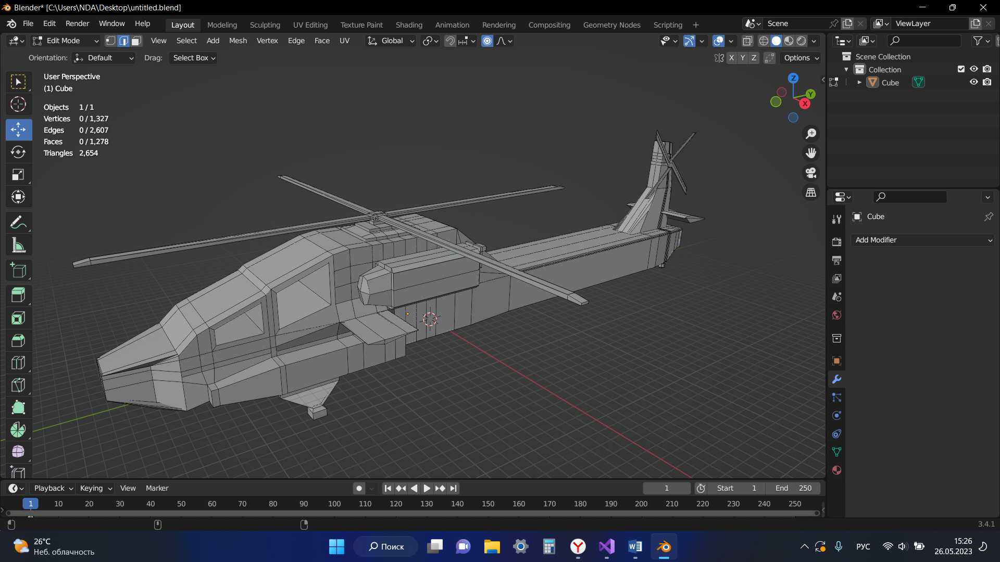 Blender* [C:\Users\NDA\Desktop\untitled.blend]
File Edit Render Window Help Layout Modeling Sculpting UV Editing Texture Paint Shading Animation Rendering Compositing Geometry Nodes Scripting + Scene ViewLayer
Edit Mode View Select Add Mesh Vertex Edge Face UV Global
Orientation: Default Drag: Select Box X Y Z Options
Scene Collection
Collection
Cube
User Perspective
(1) Cube
Objects 1 / 1
Vertices 0 / 1,327
Edges 0 / 2,607
Faces 0 / 1,278
Triangles 2,654
Z
Y
X
Cube
Add Modifier
Playback Keying View Marker 1 Start 1 End 250
1 10 20 30 40 50 60 70 80 90 100 110 120 130 140 150 160 170 180 190 200 210 220 230 240 250
3.4.1
26°C
Неб. облачность
Поиск
РУС
15:26
26.05.2023